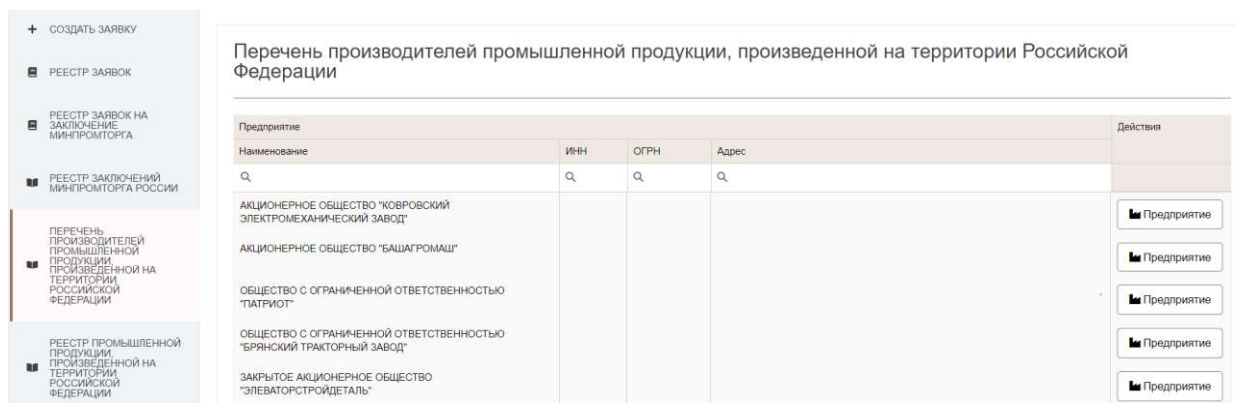 СОЗДАТЬ ЗАЯВКУ
РЕЕСТР ЗАЯВОК
РЕЕСТР ЗАЯВОК НА
ЗАКЛЮЧЕНИЕ
МИНПРОМТОРГА
РЕЕСТР ЗАКЛЮЧЕНИЙ
МИНПРОМТОРГА РОССИИ
ПЕРЕЧЕНЬ
ПРОИЗВОДИТЕЛЕЙ
ПРОМЫШЛЕННОЙ
ПРОДУКЦИИ,
ПРОИЗВЕДЕННОЙ НА
ТЕРРИТОРИИ
РОССИЙСКОЙ
ФЕДЕРАЦИИ
РЕЕСТР ПРОМЫШЛЕННОЙ
ПРОДУКЦИИ,
ПРОИЗВЕДЕННОЙ НА
ТЕРРИТОРИИ
РОССИЙСКОЙ
ФЕДЕРАЦИИ
Перечень производителей промышленной продукции, произведенной на территории Российской
Федерации
Предприятие Действия
Наименование ИНН ОГРН Адрес
АКЦИОНЕРНОЕ ОБЩЕСТВО "КОВРОВСКИЙ
ЭЛЕКТРОМЕХАНИЧЕСКИЙ ЗАВОД"
Предприятие
АКЦИОНЕРНОЕ ОБЩЕСТВО "БАШАГРОМАШ"
Предприятие
ОБЩЕСТВО С ОГРАНИЧЕННОЙ ОТВЕТСТВЕННОСТЬЮ
"ПАТРИОТ"
Предприятие
ОБЩЕСТВО С ОГРАНИЧЕННОЙ ОТВЕТСТВЕННОСТЬЮ
"БРЯНСКИЙ ТРАКТОРНЫЙ ЗАВОД"
Предприятие
ЗАКРЫТОЕ АКЦИОНЕРНОЕ ОБЩЕСТВО
"ЭЛЕВАТОРСТРОЙДЕТАЛЬ"
Предприятие